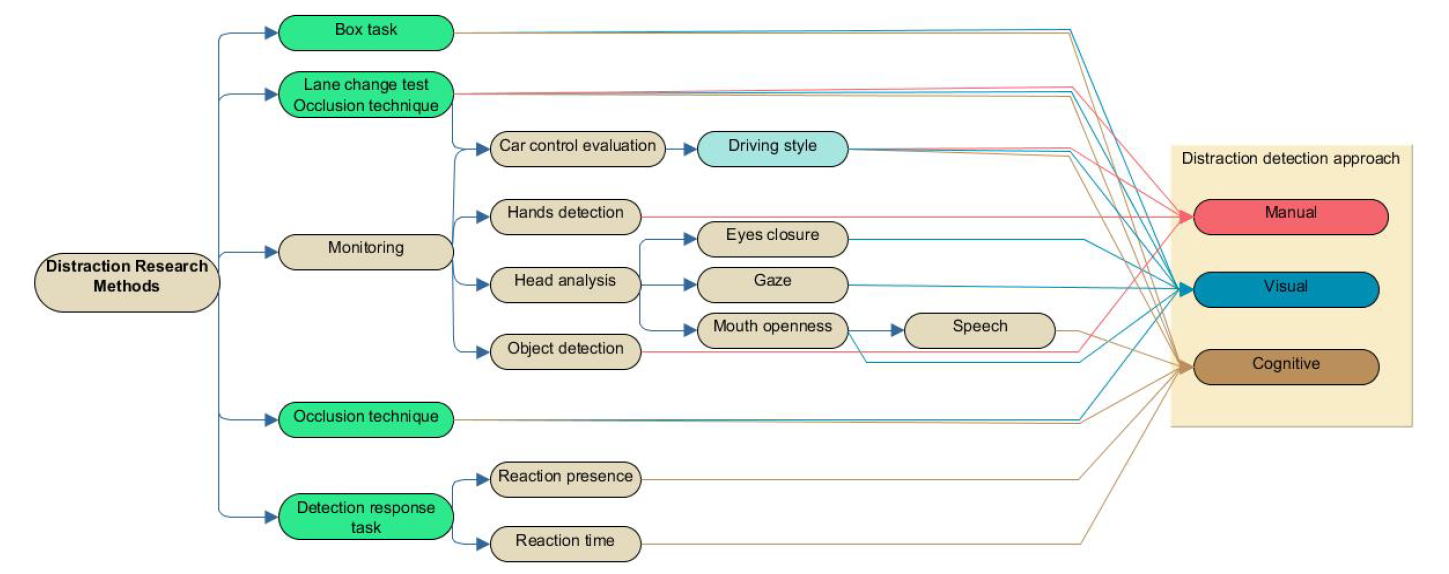 Box task
Lane change test
Occlusion technique
Car control evaluation
Driving style
Distraction detection approach
Hands detection
Manual
Eyes closure
Monitoring
Distraction Research
Methods
Head analysis
Gaze
Visual
Mouth openness
Speech
Object detection
Cognitive
Occlusion technique
Reaction presence
Detection response
task
Reaction time